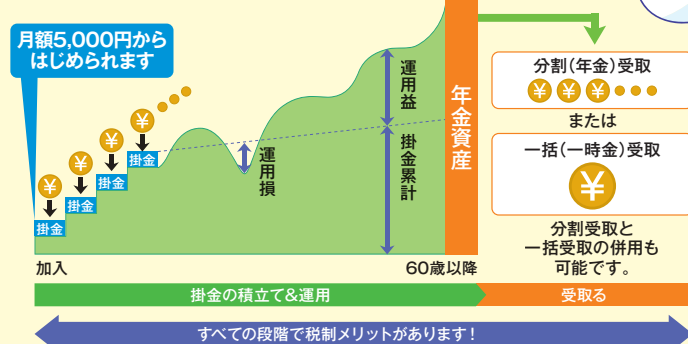 月額5,000円から
はじめられます
¥
¥
¥
¥
掛金
掛金
掛金
掛金
運用損
運用益
掛金累計
年金資産
分割(年金)受取
¥ ¥ ¥
または
一括(一時金)受取
¥
分割受取と
一括受取の併用も
可能です。
加入
60歳以降
掛金の積立て&運用
受取る
すべての段階で税制メリットがあります!